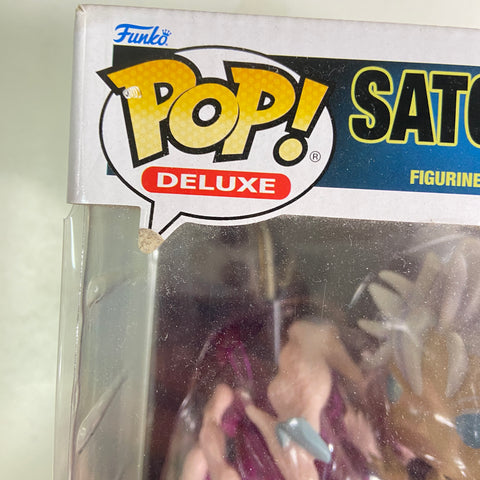 Funko®
POP!®
DELUXE
SATO
FIGURINE